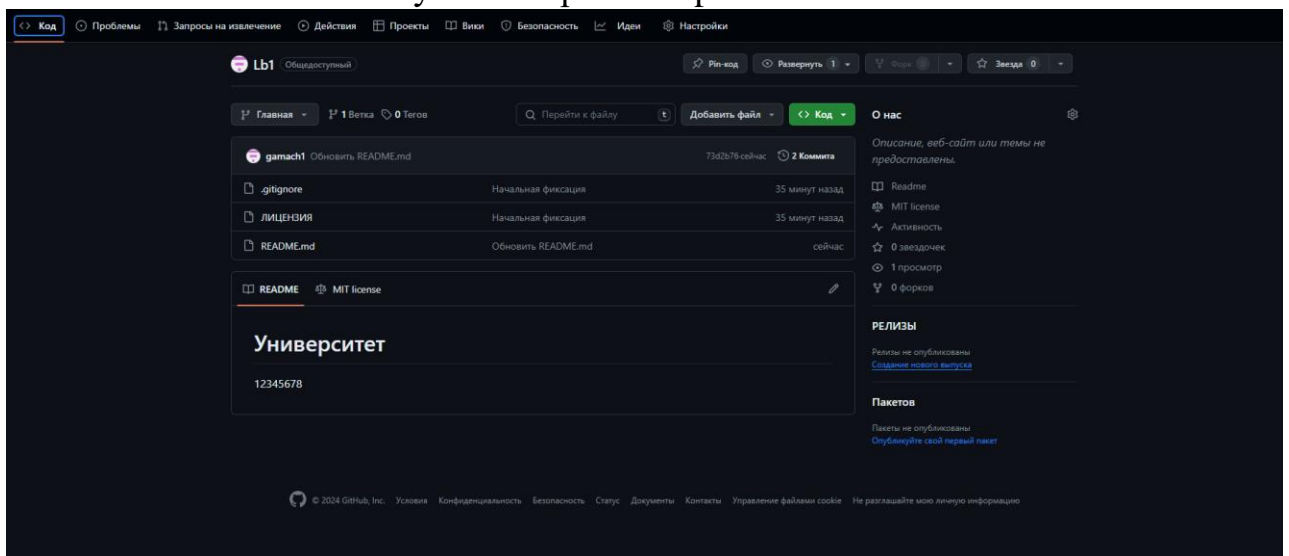 Код Проблемы Запросы на извлечение Действия Проекты Вики Безопасность Идеи Настройки
Lb1 Общедоступный Pin-код Развернуть 1 Форк 0 Звезда 0
Главная 1 Ветка 0 Тегов Перейти к файлу t Добавить файл Код
gamach1 Обновить README.md 73d2b76·сейчас 2 Коммита
.gitignore Начальная фиксация 35 минут назад
ЛИЦЕНЗИЯ Начальная фиксация 35 минут назад
README.md Обновить README.md сейчас
README MIT license
Университет
12345678
О нас
Описание, веб-сайт или темы не
предоставлены.
Readme
MIT license
Активность
0 звездочек
1 просмотр
0 форков
РЕЛИЗЫ
Релизы не опубликованы
Создание нового выпуска
Пакетов
Пакеты не опубликованы
Опубликуйте свой первый пакет
© 2024 GitHub, Inc. Условия Конфиденциальность Безопасность Статус Документы Контакты Управление файлами cookie Не разглашайте мою личную информацию